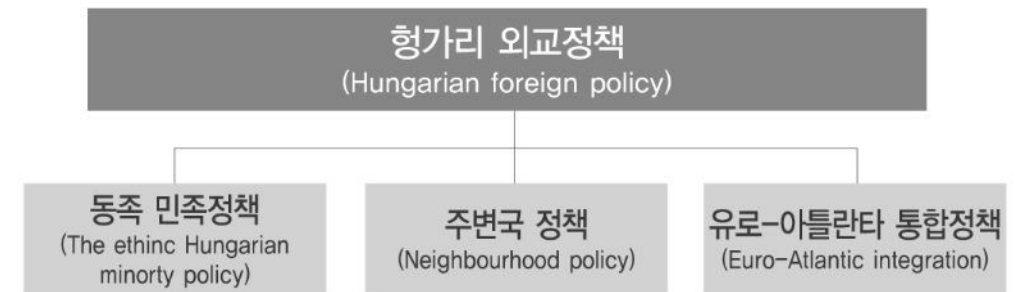 헝가리 외교정책
(Hungarian foreign policy)
동족 민족정책
(The ethinc Hungarian
minorty policy)
주변국 정책
(Neighbourhood policy)
유로-아틀란타 통합정책
(Euro-Atlantic integration)